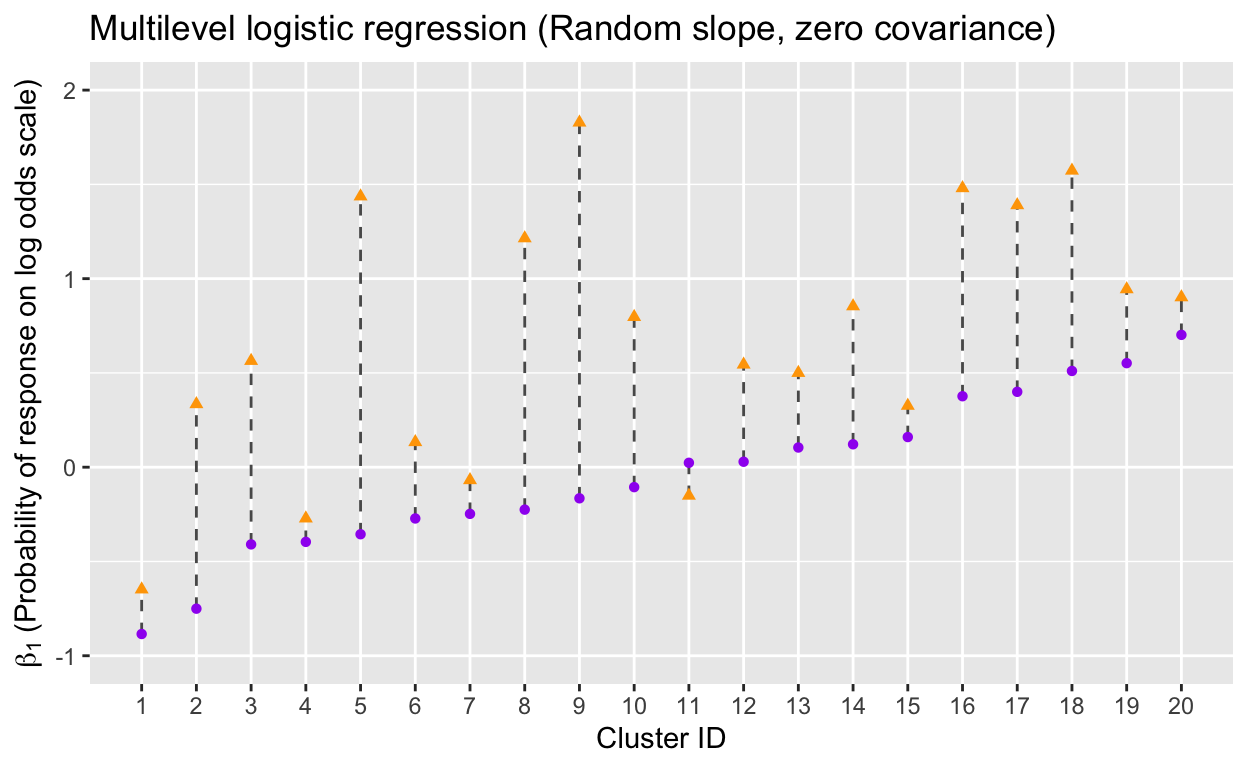 Multilevel logistic regression (Random slope, zero covariance)
β₁ (Probability of response on log odds scale)
2
1
0
-1
1 2 3 4 5 6 7 8 9 10 11 12 13 14 15 16 17 18 19 20
Cluster ID